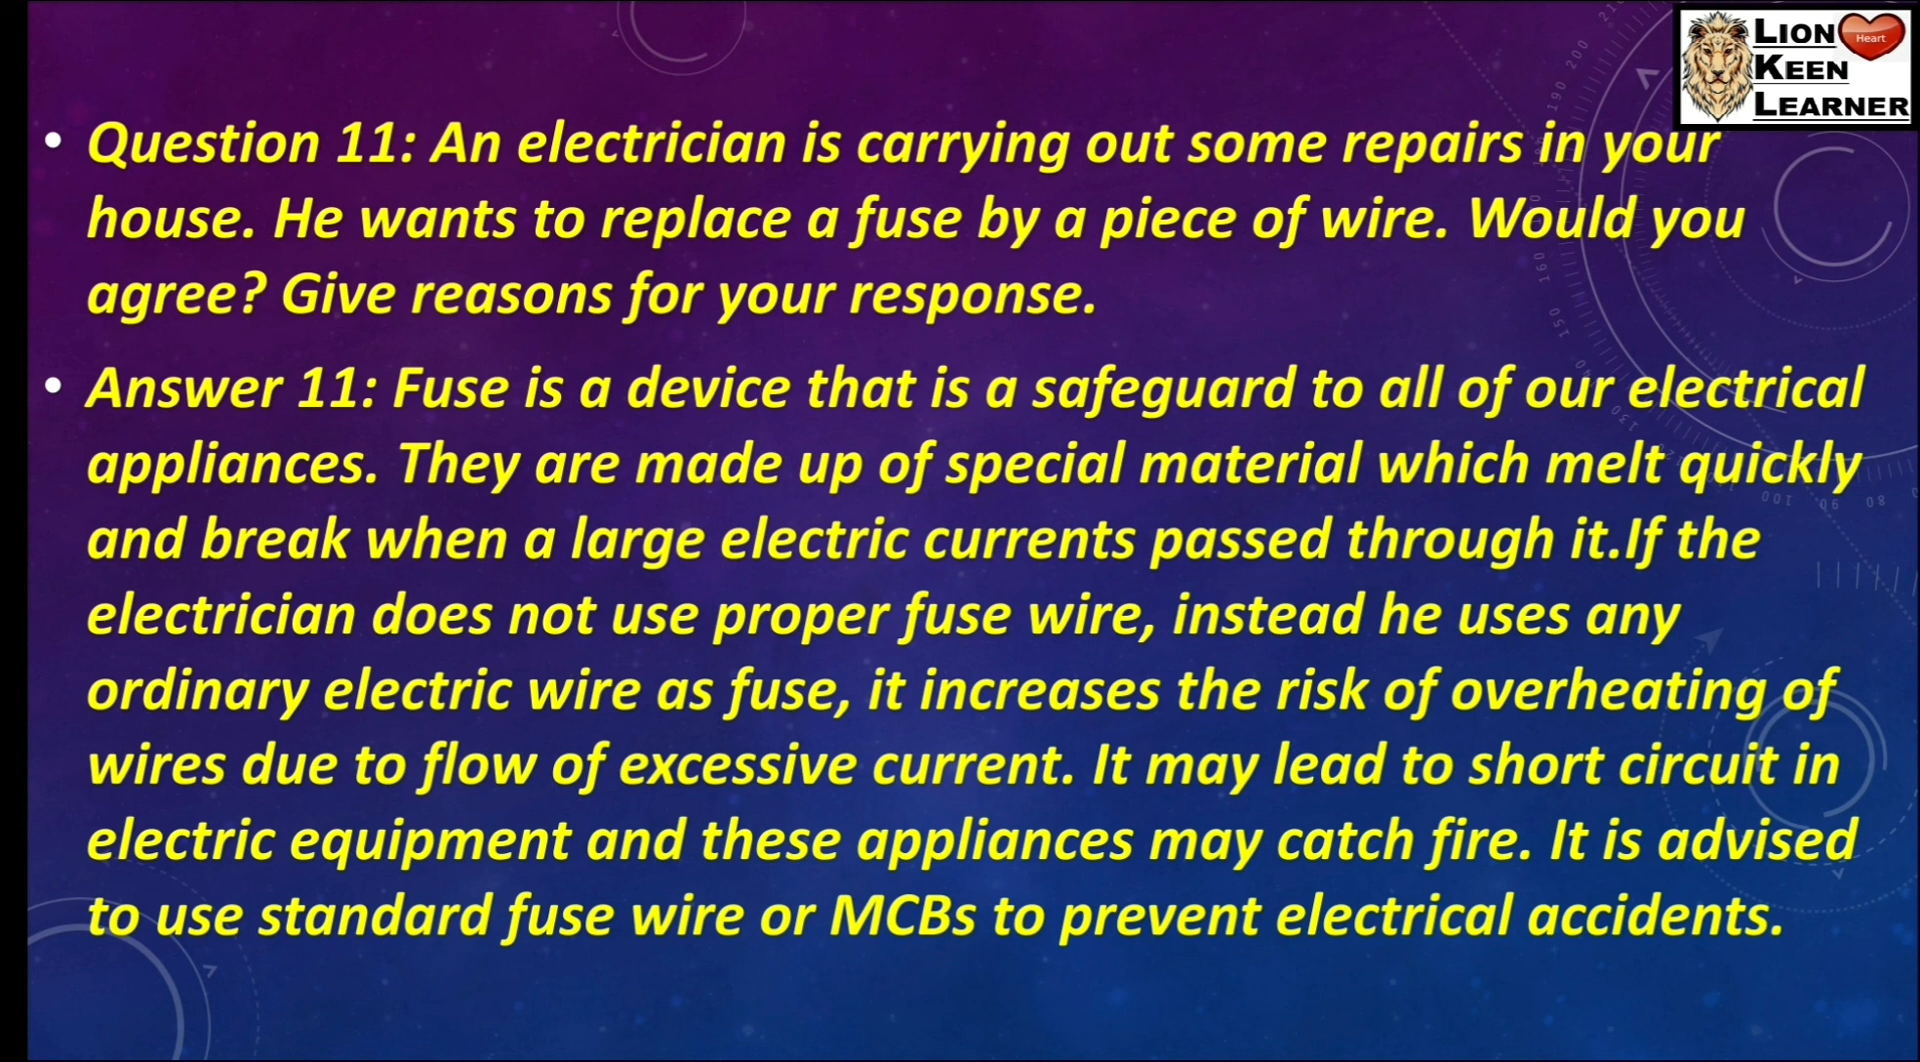 LION Heart
KEEN
LEARNER
• Question 11: An electrician is carrying out some repairs in your
house. He wants to replace a fuse by a piece of wire. Would you
agree? Give reasons for your response.
• Answer 11: Fuse is a device that is a safeguard to all of our electrical
appliances. They are made up of special material which melt quickly
and break when a large electric currents passed through it.If the
electrician does not use proper fuse wire, instead he uses any
ordinary electric wire as fuse, it increases the risk of overheating of
wires due to flow of excessive current. It may lead to short circuit in
electric equipment and these appliances may catch fire. It is advised
to use standard fuse wire or MCBs to prevent electrical accidents.